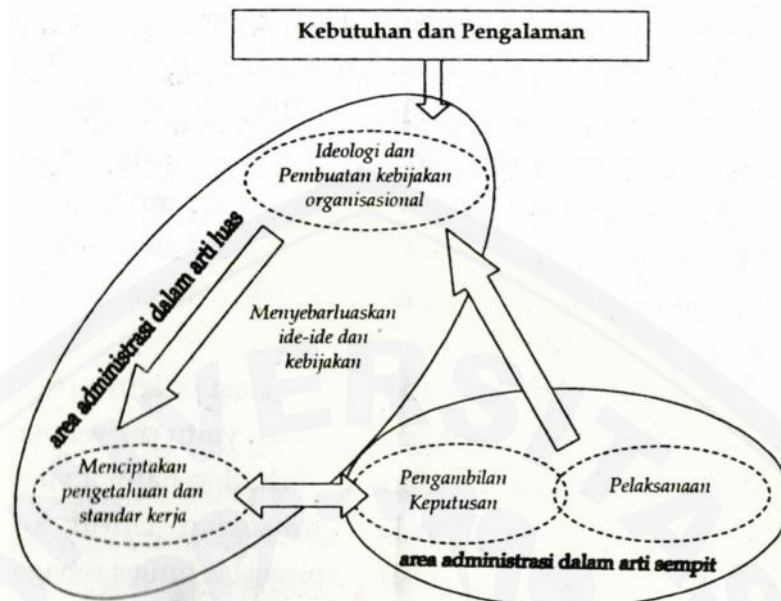 Kebutuhan dan Pengalaman
Ideologi dan
Pembuatan kebijakan
organisasional
area administrasi dalam arti luas
Menyebarluaskan
ide-ide dan
kebijakan
Menciptakan
pengetahuan dan
standar kerja
Pengambilan
Keputusan
Pelaksanaan
area administrasi dalam arti sempit